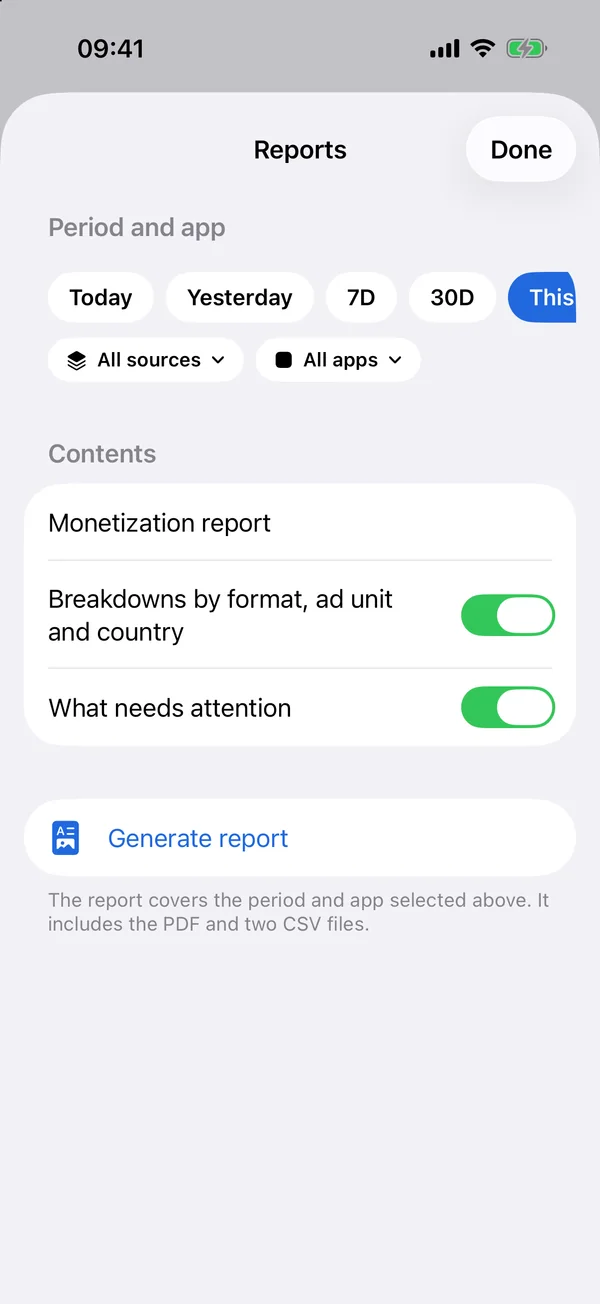 09:41
Reports
Done
Period and app
Today
Yesterday
7D
30D
This
All sources
All apps
Contents
Monetization report
Breakdowns by format, ad unit
and country
What needs attention
Generate report
The report covers the period and app selected above. It
includes the PDF and two CSV files.